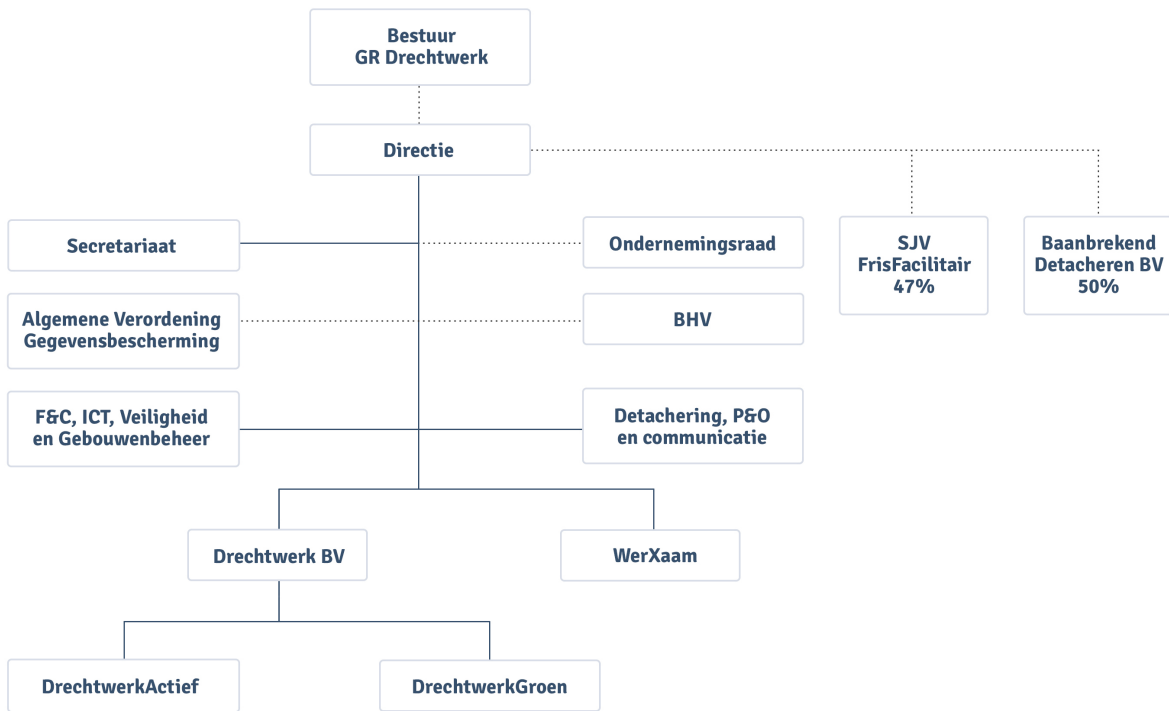 Bestuur
GR Drechtwerk
Directie
Secretariaat
Ondernemingsraad
SJV
FrisFacilitair
47%
Baanbrekend
Detacheren BV
50%
Algemene Verordening
Gegevensbescherming
BHV
F&C, ICT, Veiligheid
en Gebouwenbeheer
Detachering, P&O
en communicatie
Drechtwerk BV
WerXaam
DrechtwerkActief
DrechtwerkGroen